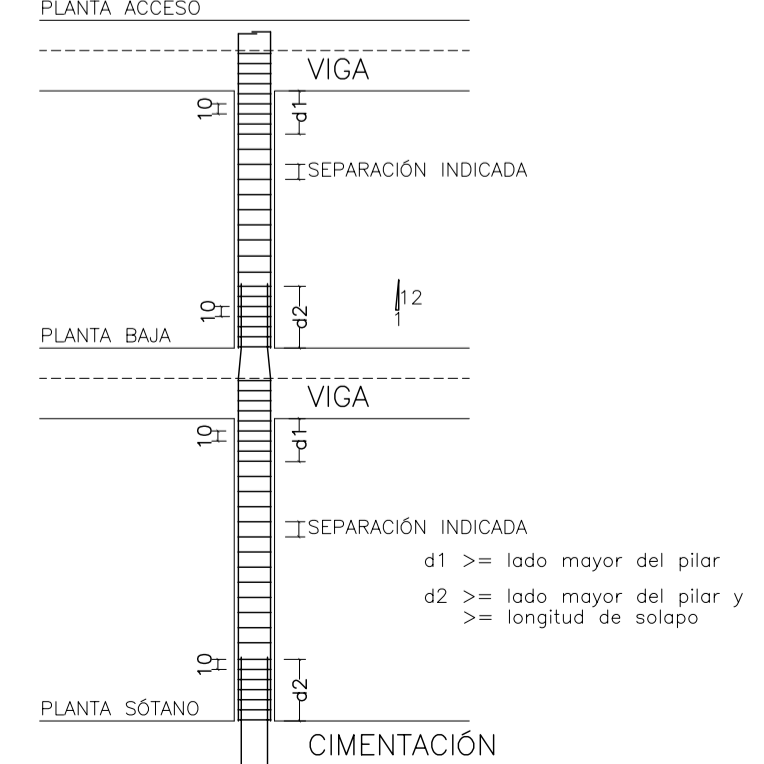 PLANTA ACCESO
VIGA
10
d1
SEPARACIÓN INDICADA
10
d2
12
1
PLANTA BAJA
VIGA
10
d1
SEPARACIÓN INDICADA
d1 >= lado mayor del pilar
d2 >= lado mayor del pilar y
>= longitud de solapo
10
d2
PLANTA SÓTANO
CIMENTACIÓN